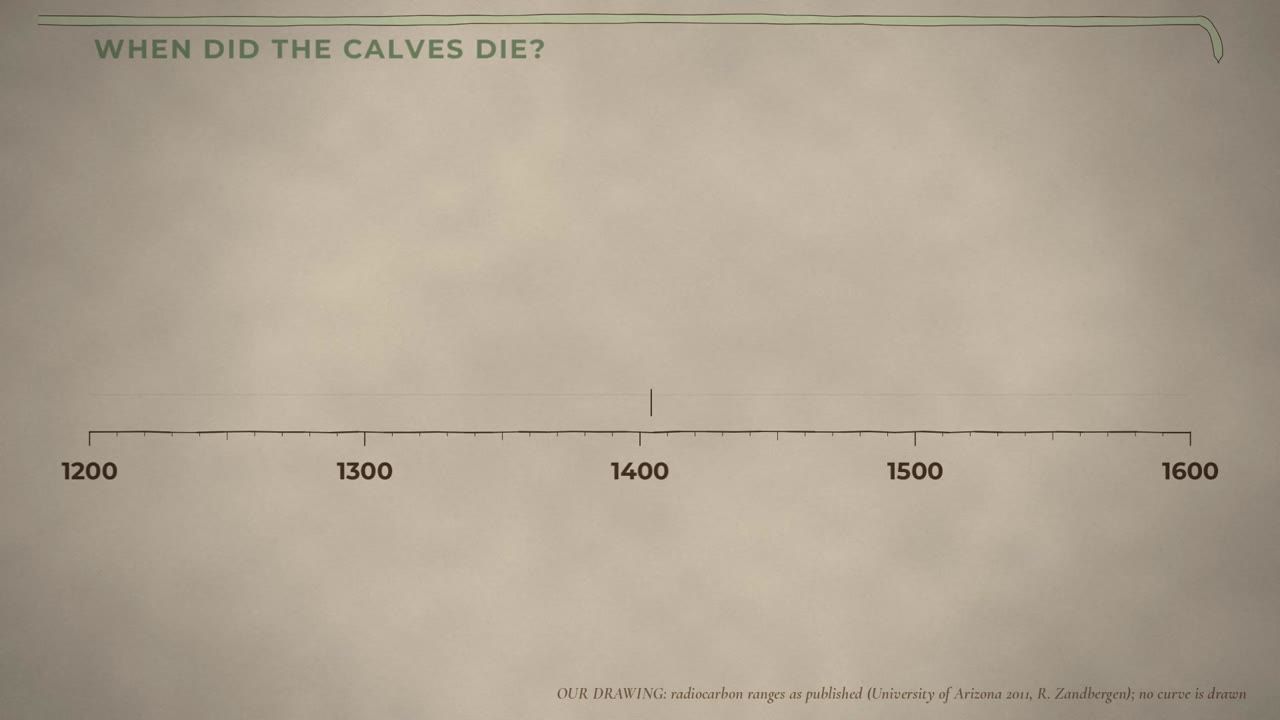 WHEN DID THE CALVES DIE?
1200 1300 1400 1500 1600
OUR DRAWING: radiocarbon ranges as published (University of Arizona 2011, R. Zandbergen); no curve is drawn